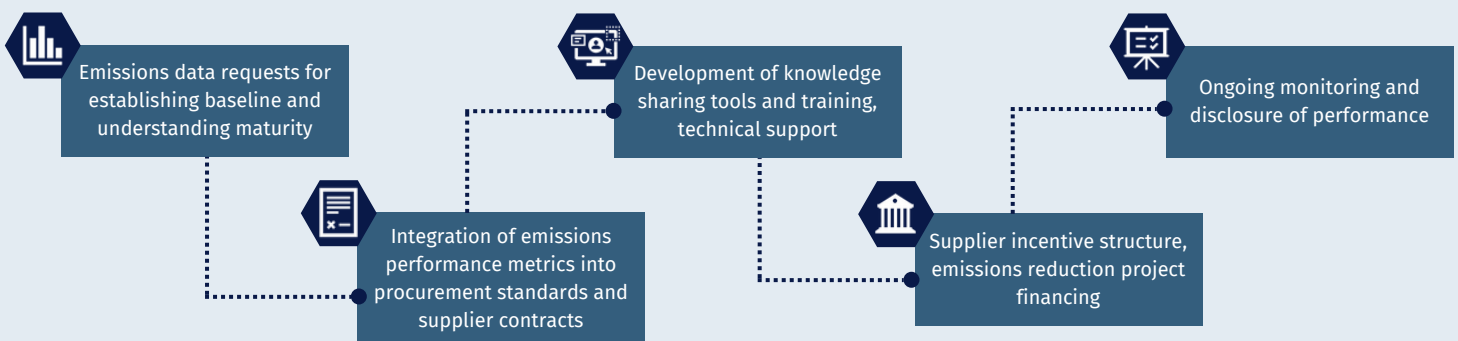 Emissions data requests for
establishing baseline and
understanding maturity
Integration of emissions
performance metrics into
procurement standards and
supplier contracts
Development of knowledge
sharing tools and training,
technical support
Supplier incentive structure,
emissions reduction project
financing
Ongoing monitoring and
disclosure of performance